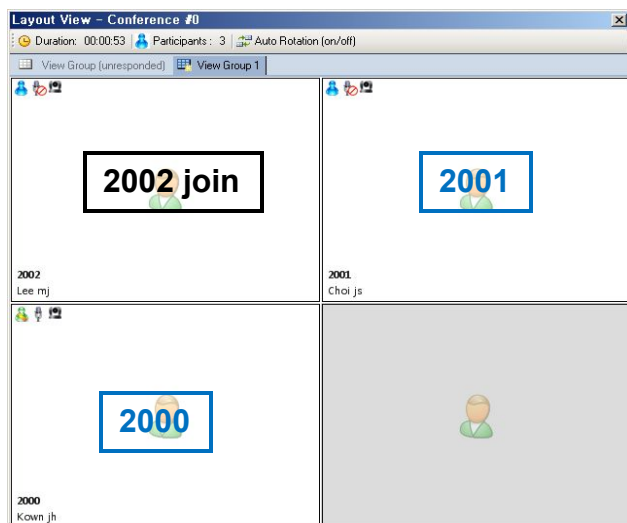 Layout View - Conference #0
Duration: 00:00:53 Participants : 3 Auto Rotation (on/off)
View Group (unresponded) View Group 1
2002 join
2002
Lee mj
2001
2001
Choi js
2000
2000
Kown jh